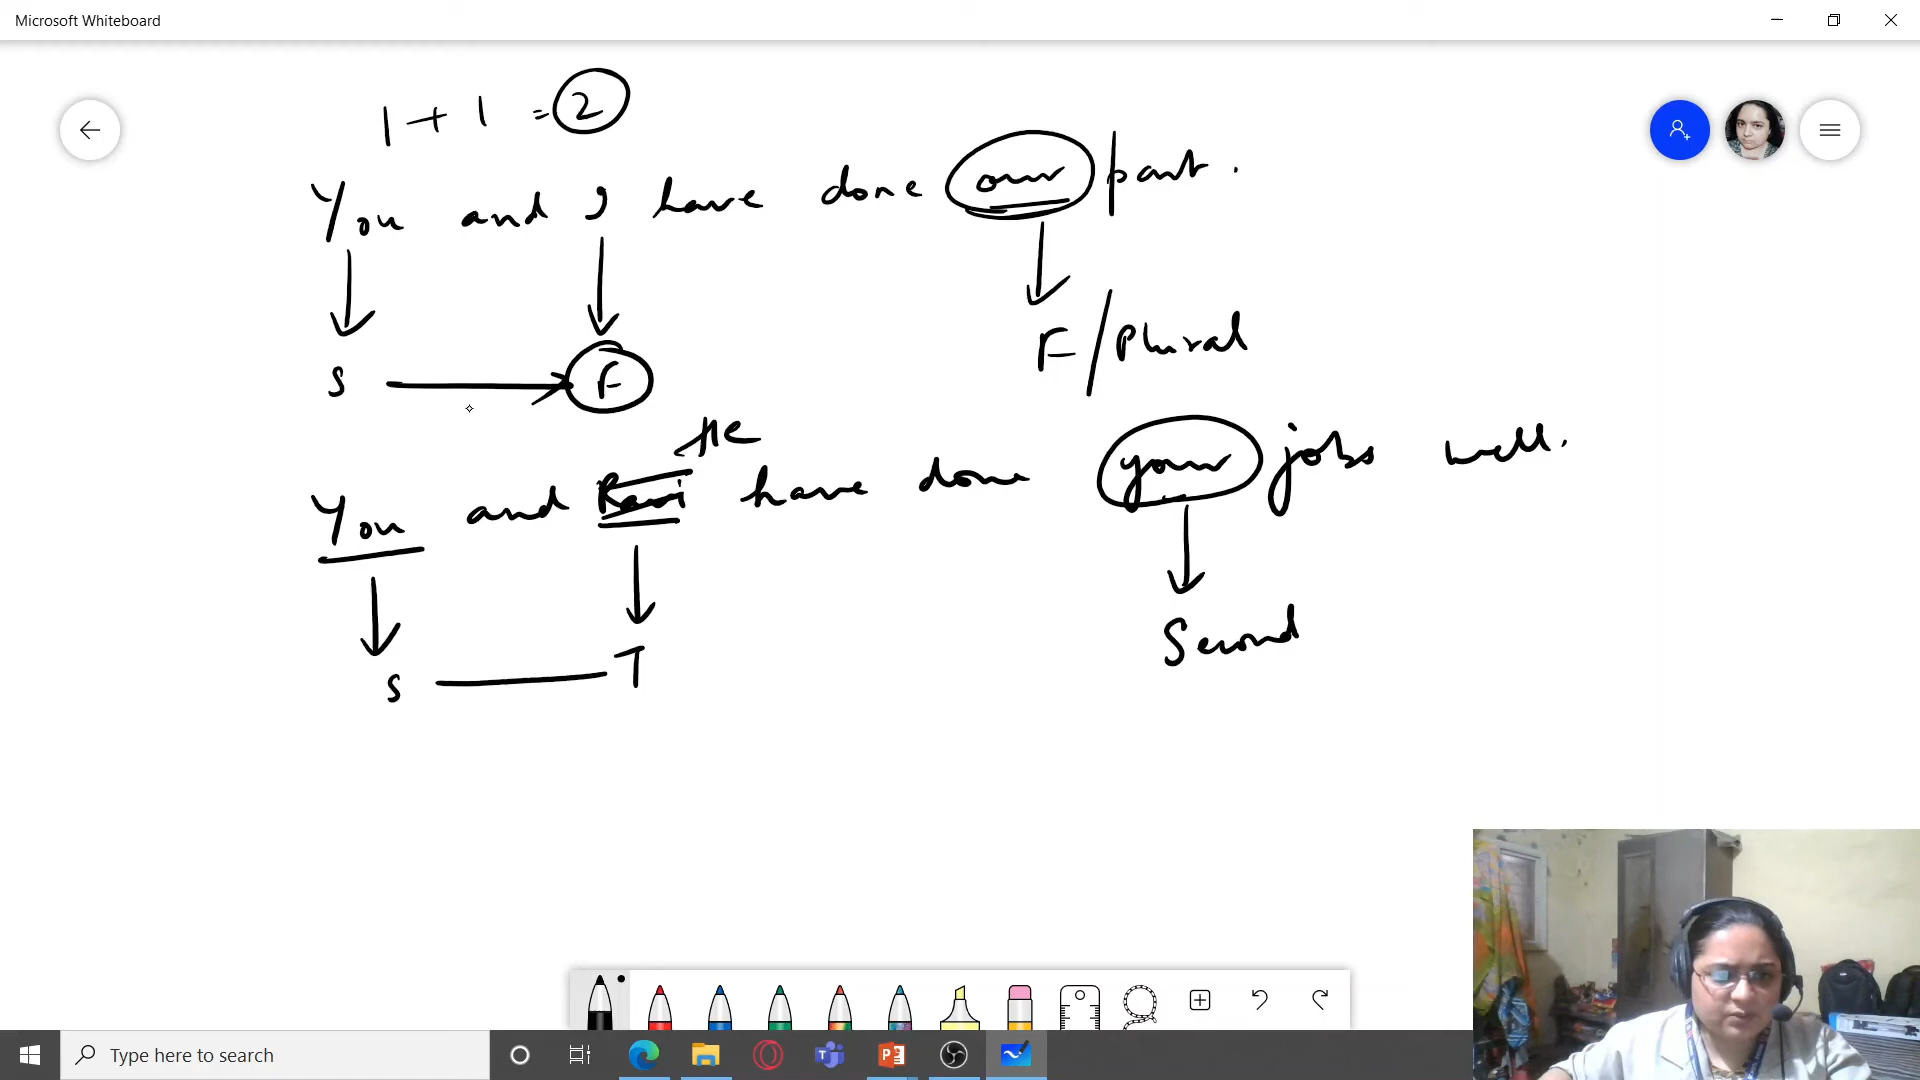 Microsoft Whiteboard
1 + 1 = 2
You and I have done our part.
F/Plural
S F
He
You and Ravi have done your jobs well.
Second
S T
Type here to search